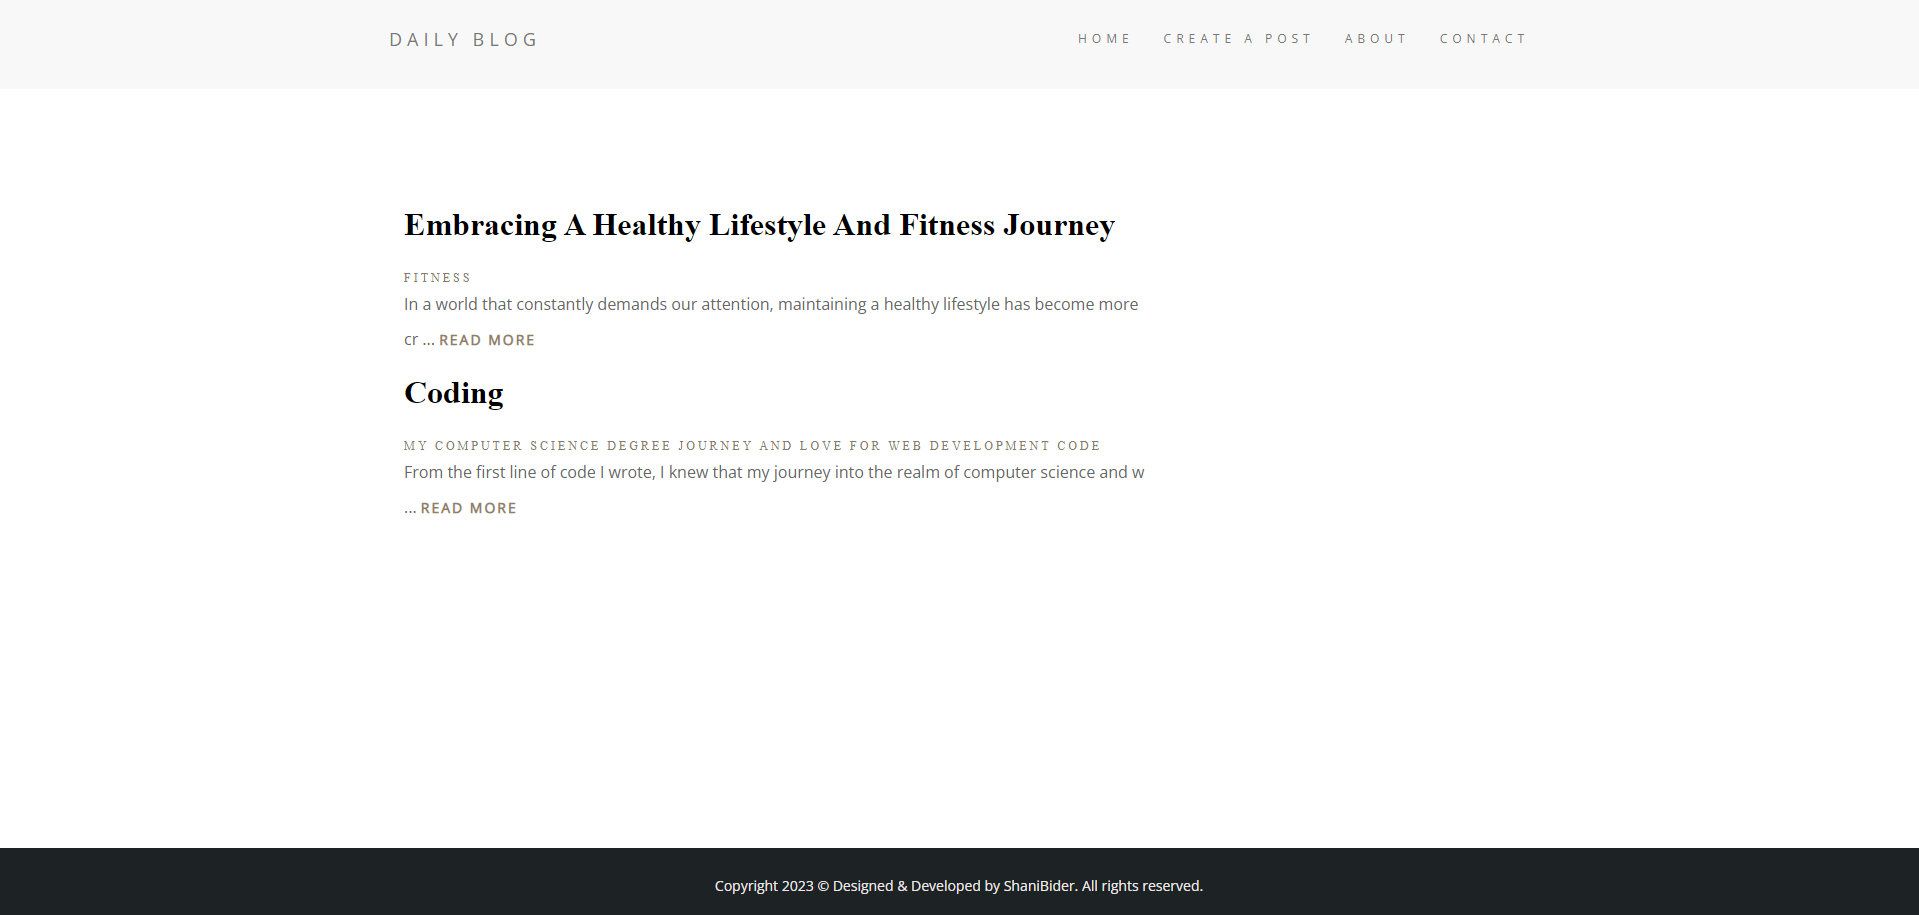 DAILY BLOG
HOME CREATE A POST ABOUT CONTACT
Embracing A Healthy Lifestyle And Fitness Journey
FITNESS
In a world that constantly demands our attention, maintaining a healthy lifestyle has become more
cr ... READ MORE
Coding
MY COMPUTER SCIENCE DEGREE JOURNEY AND LOVE FOR WEB DEVELOPMENT CODE
From the first line of code I wrote, I knew that my journey into the realm of computer science and w
... READ MORE
Copyright 2023 © Designed & Developed by ShaniBider. All rights reserved.